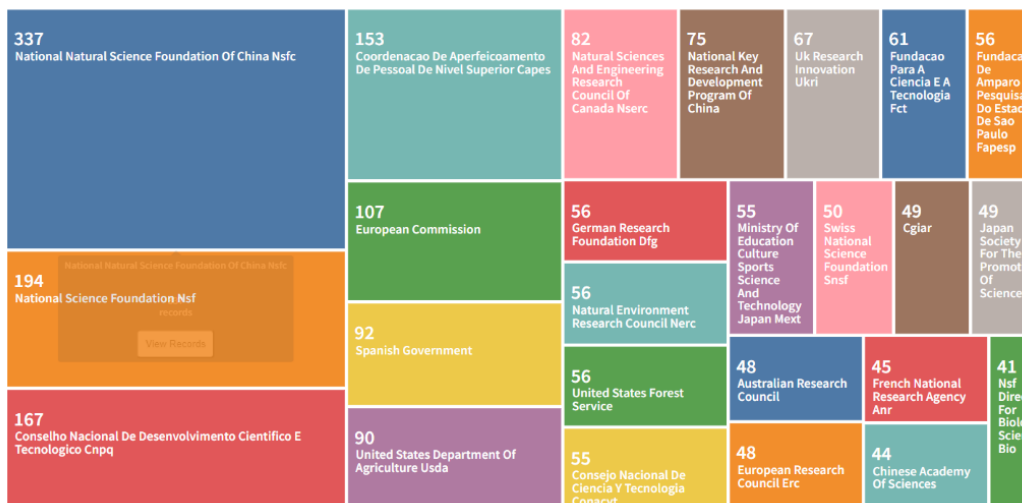 337
National Natural Science Foundation Of China Nsfc
194
National Science Foundation Nsf
National Natural Science Foundation Of China Nsfc
records
View Records
167
Conselho Nacional De Desenvolvimento Cientifico E
Tecnologico Cnpq
153
Coordenacao De Aperfeicoamento
De Pessoal De Nivel Superior Capes
107
European Commission
92
Spanish Government
90
United States Department Of
Agriculture Usda
82
Natural Sciences
And Engineering
Research
Council Of
Canada Nserc
75
National Key
Research And
Development
Program Of
China
67
Uk Research
Innovation
Ukri
61
Fundacao
Para A
Ciencia E A
Tecnologia
Fct
56
Fundaca
De
Amparo
Pesquisa
Do Estad
De Sao
Paulo
Fapesp
56
German Research
Foundation Dfg
56
Natural Environment
Research Council Nerc
56
United States Forest
Service
55
Consejo Nacional De
Ciencia Y Tecnologia
Conacyt
55
Ministry Of
Education
Culture
Sports
Science
And
Technology
Japan Mext
50
Swiss
National
Science
Foundation
Snsf
49
Cgiar
49
Japan
Society
For The
Promot
Of
Science
48
Australian Research
Council
48
European Research
Council Erc
45
French National
Research Agency
Anr
44
Chinese Academy
Of Sciences
41
Nsf
Direc
For
Biolo
Scie
Bio